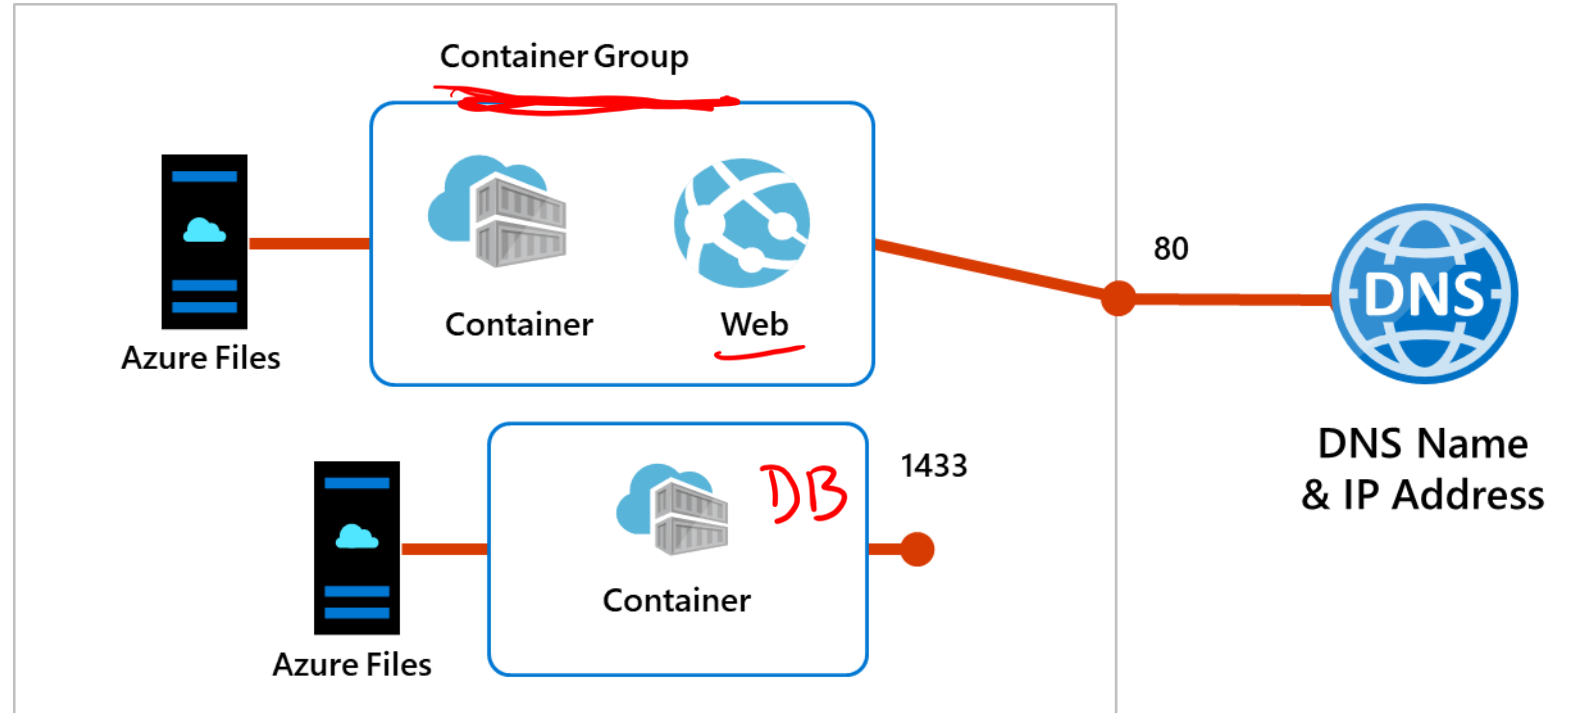 Container Group
Container
Web
Azure Files
80
DNS
DNS Name
& IP Address
DB
1433
Container
Azure Files